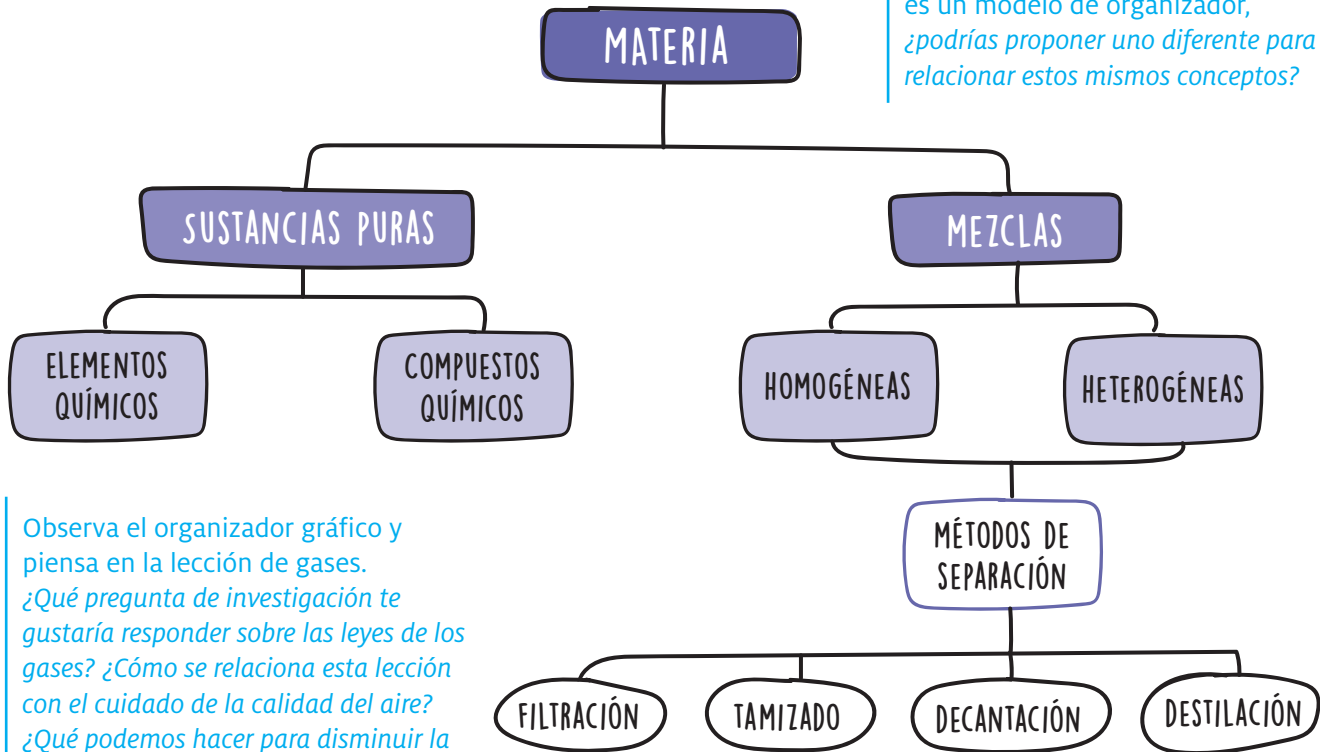 es un modelo de organizador,
¿podrías proponer uno diferente para
relacionar estos mismos conceptos?
MATERIA
SUSTANCIAS PURAS
MEZCLAS
ELEMENTOS
QUÍMICOS
COMPUESTOS
QUÍMICOS
HOMOGÉNEAS
HETEROGÉNEAS
MÉTODOS DE
SEPARACIÓN
FILTRACIÓN
TAMIZADO
DECANTACIÓN
DESTILACIÓN
Observa el organizador gráfico y
piensa en la lección de gases.
¿Qué pregunta de investigación te
gustaría responder sobre las leyes de los
gases? ¿Cómo se relaciona esta lección
con el cuidado de la calidad del aire?
¿Qué podemos hacer para disminuir la